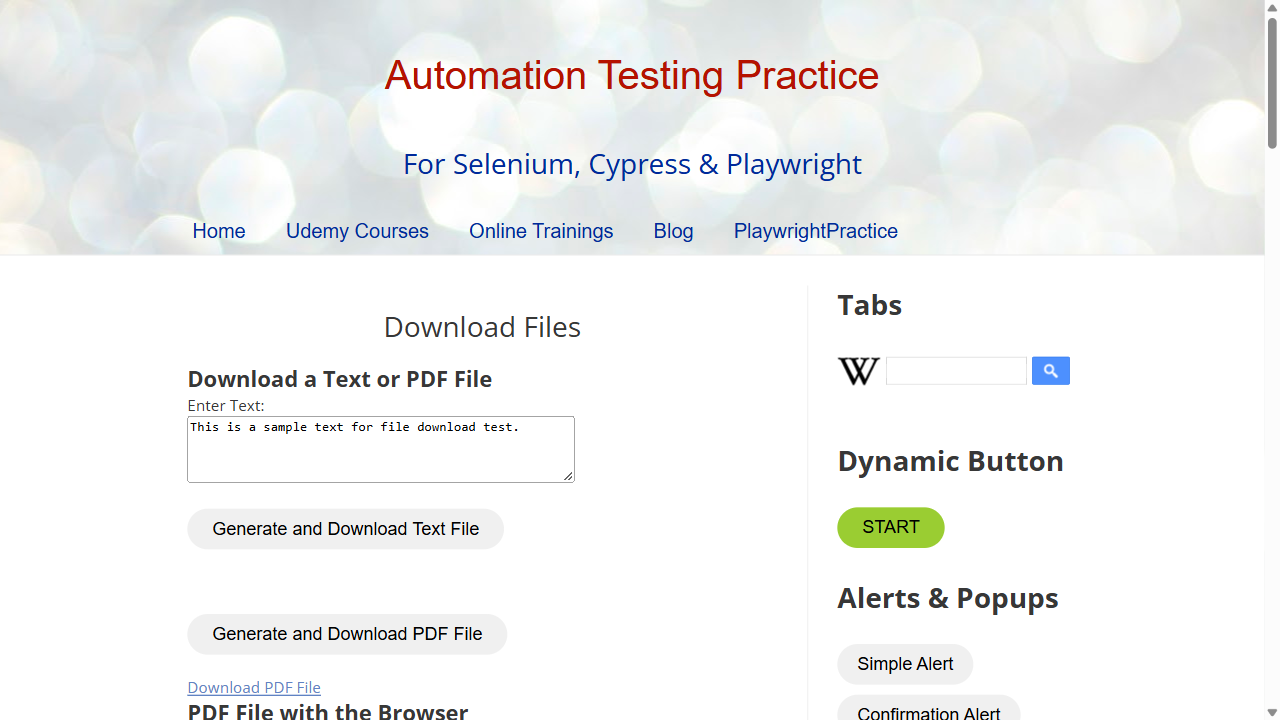 Automation Testing Practice
For Selenium, Cypress & Playwright
Home
Udemy Courses
Online Trainings
Blog
PlaywrightPractice
Download Files
Download a Text or PDF File
Enter Text:
This is a sample text for file download test.
Generate and Download Text File
Generate and Download PDF File
Download PDF File
PDF File with the Browser
Tabs
W
Dynamic Button
START
Alerts & Popups
Simple Alert
Confirmation Alert